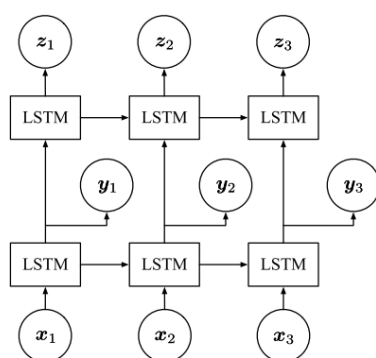 z₁ z₂ z₃
LSTM LSTM LSTM
y₁ y₂ y₃
LSTM LSTM LSTM
x₁ x₂ x₃